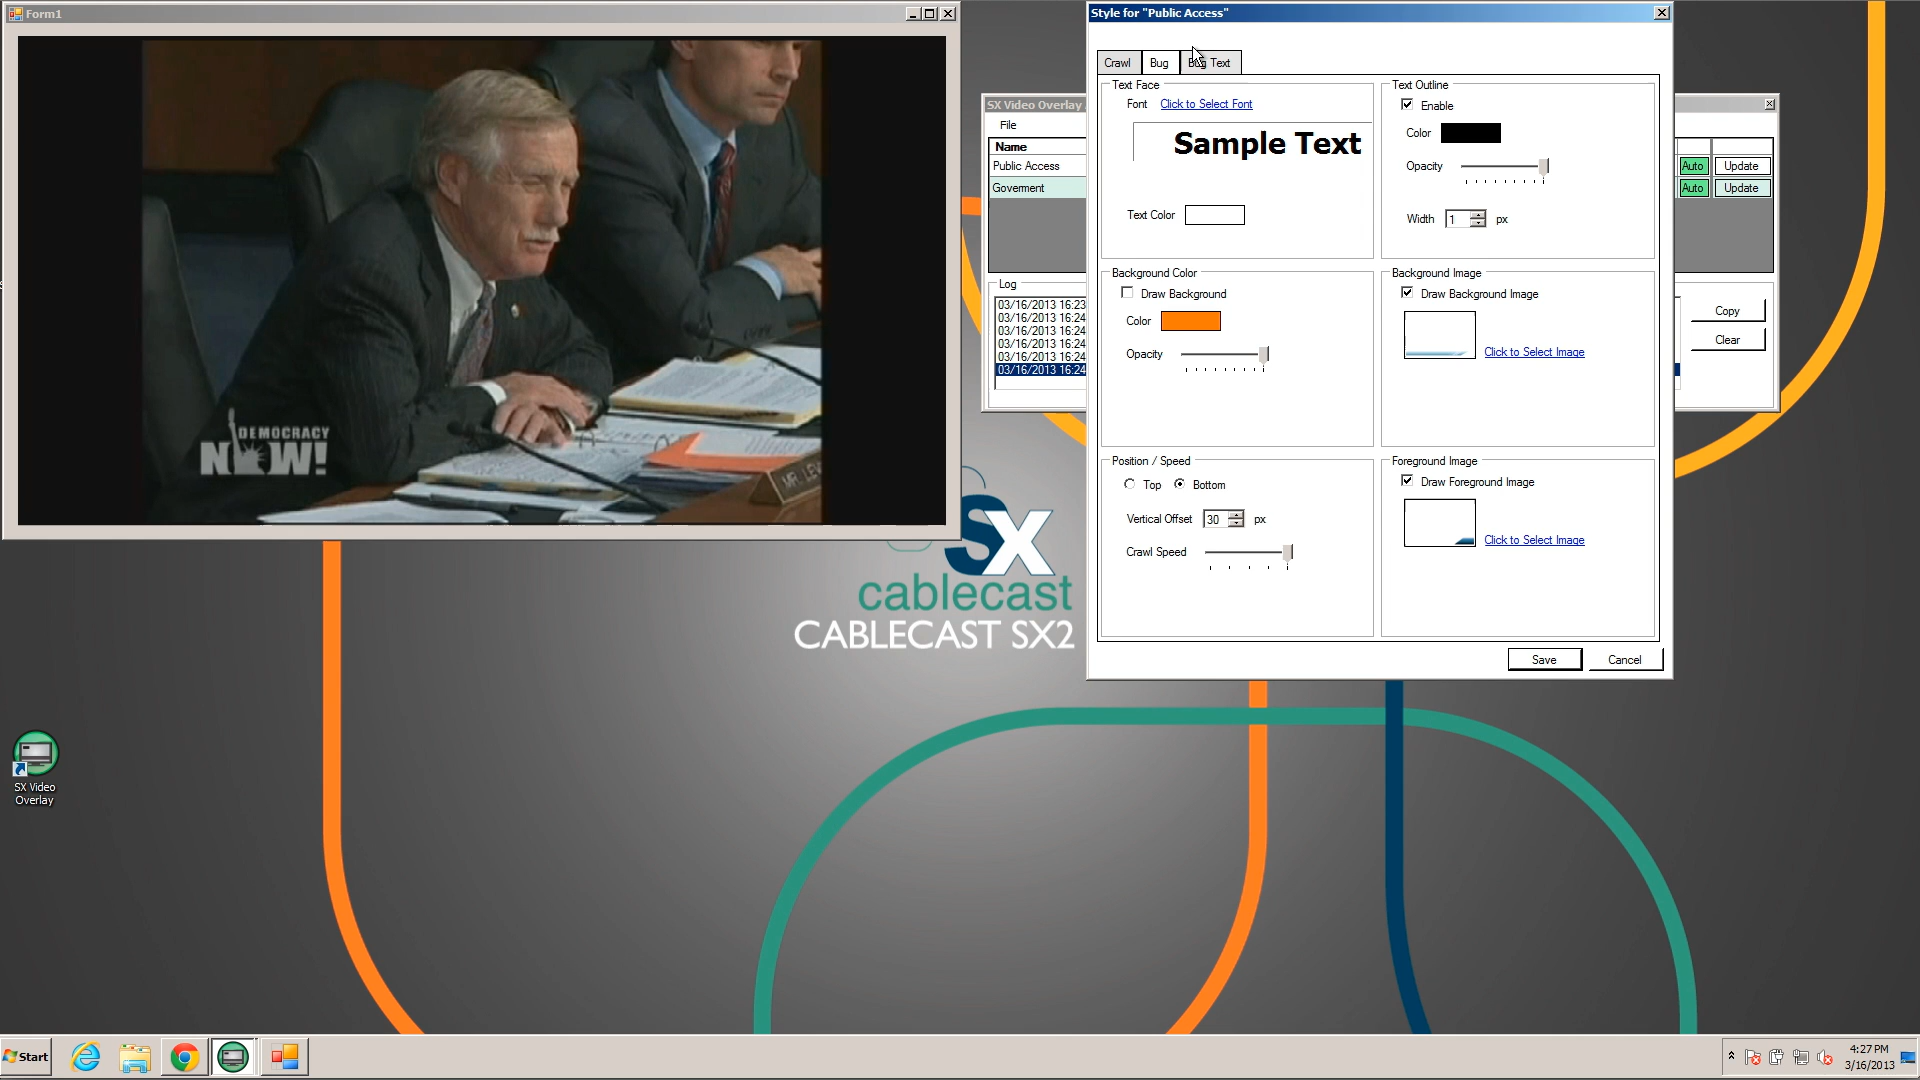 Form1
DEMOCRACY
NOW!
MR. LEV
Style for "Public Access"
Crawl
Bug
Bug Text
Text Face
Font Click to Select Font
Sample Text
Text Color
Text Outline
Enable
Color
Opacity
Width 1 px
Background Color
Draw Background
Color
Opacity
Background Image
Draw Background Image
Click to Select Image
Position / Speed
Top Bottom
Vertical Offset 30 px
Crawl Speed
Foreground Image
Draw Foreground Image
Click to Select Image
Save Cancel
SX Video Overlay
File
Name
Public Access
Goverment
Auto Update
Auto Update
Log
03/16/2013 16:23
03/16/2013 16:24
03/16/2013 16:24
03/16/2013 16:24
03/16/2013 16:24
03/16/2013 16:24
Copy
Clear
SX
cablecast
CABLECAST SX2
SX Video
Overlay
Start
4:27 PM
3/16/2013